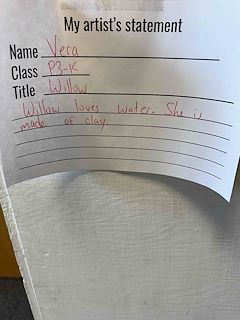 My artist's statement
Name Vera
Class P3-K
Title Willow
Willow loves water. She is
made of clay